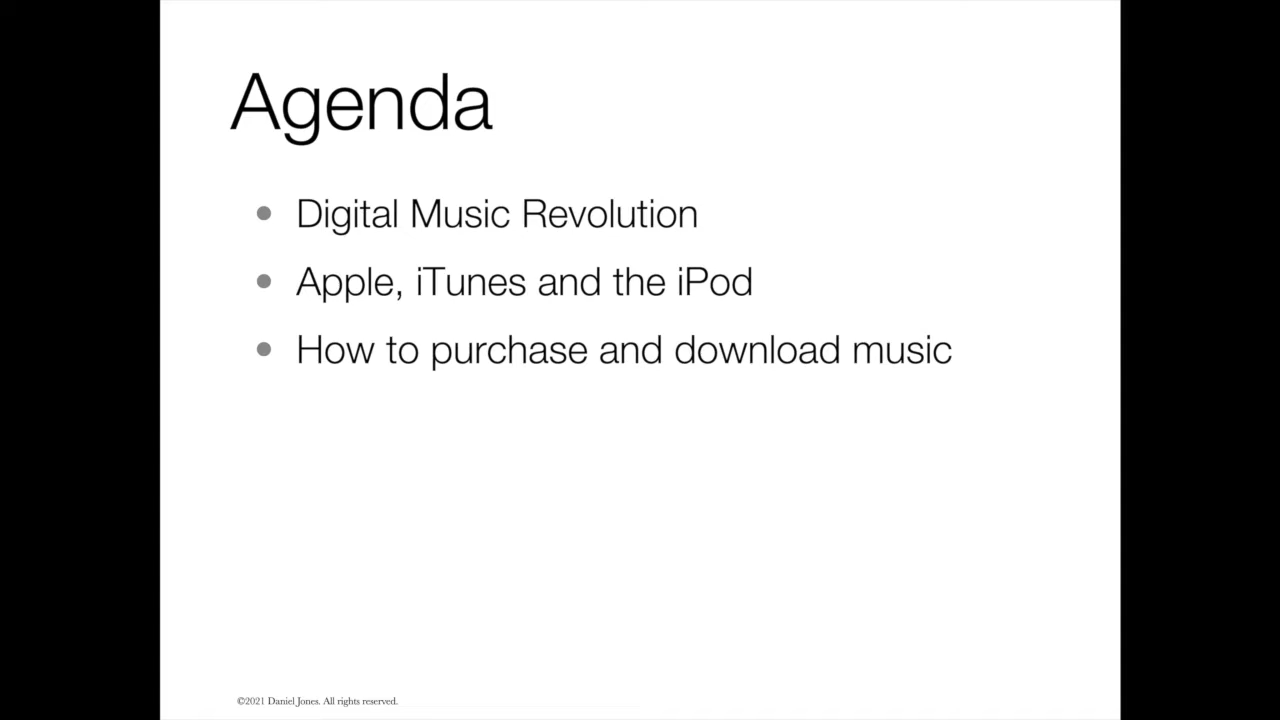 Agenda
• Digital Music Revolution
• Apple, iTunes and the iPod
• How to purchase and download music
©2021 Daniel Jones. All rights reserved.